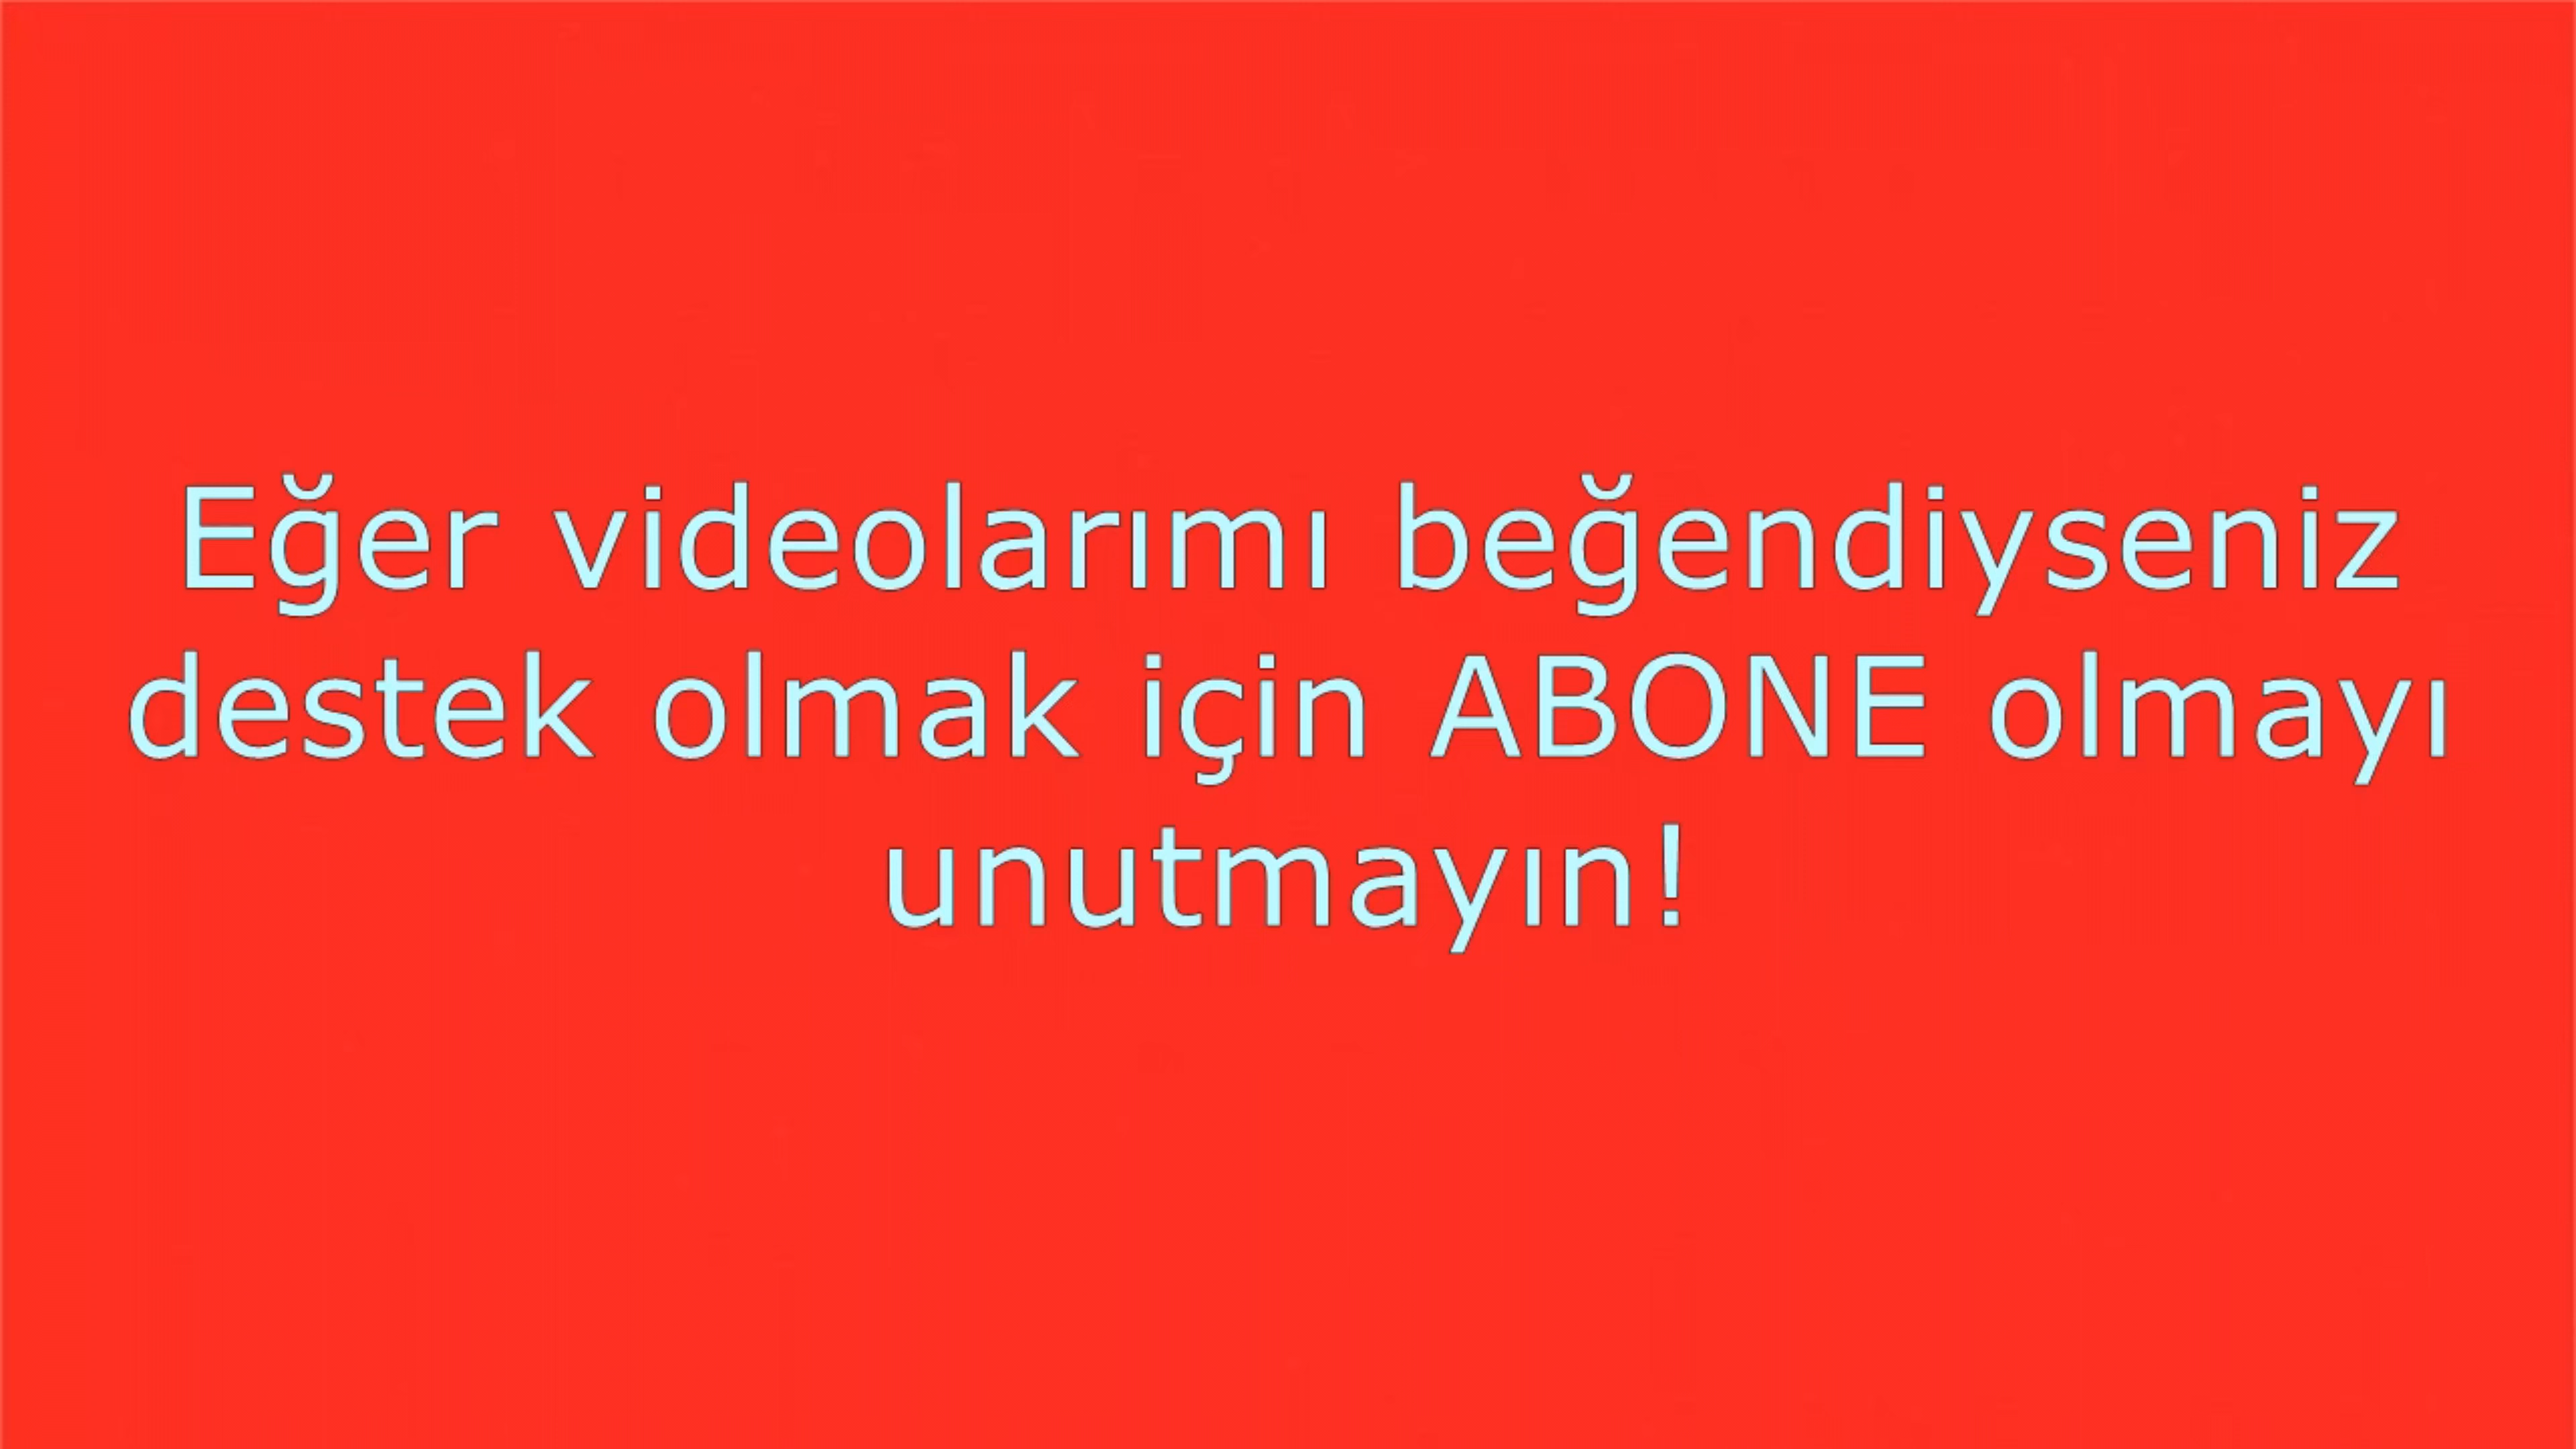 Eğer videolarımı beğendiyseniz
destek olmak için ABONE olmayı
unutmayın!